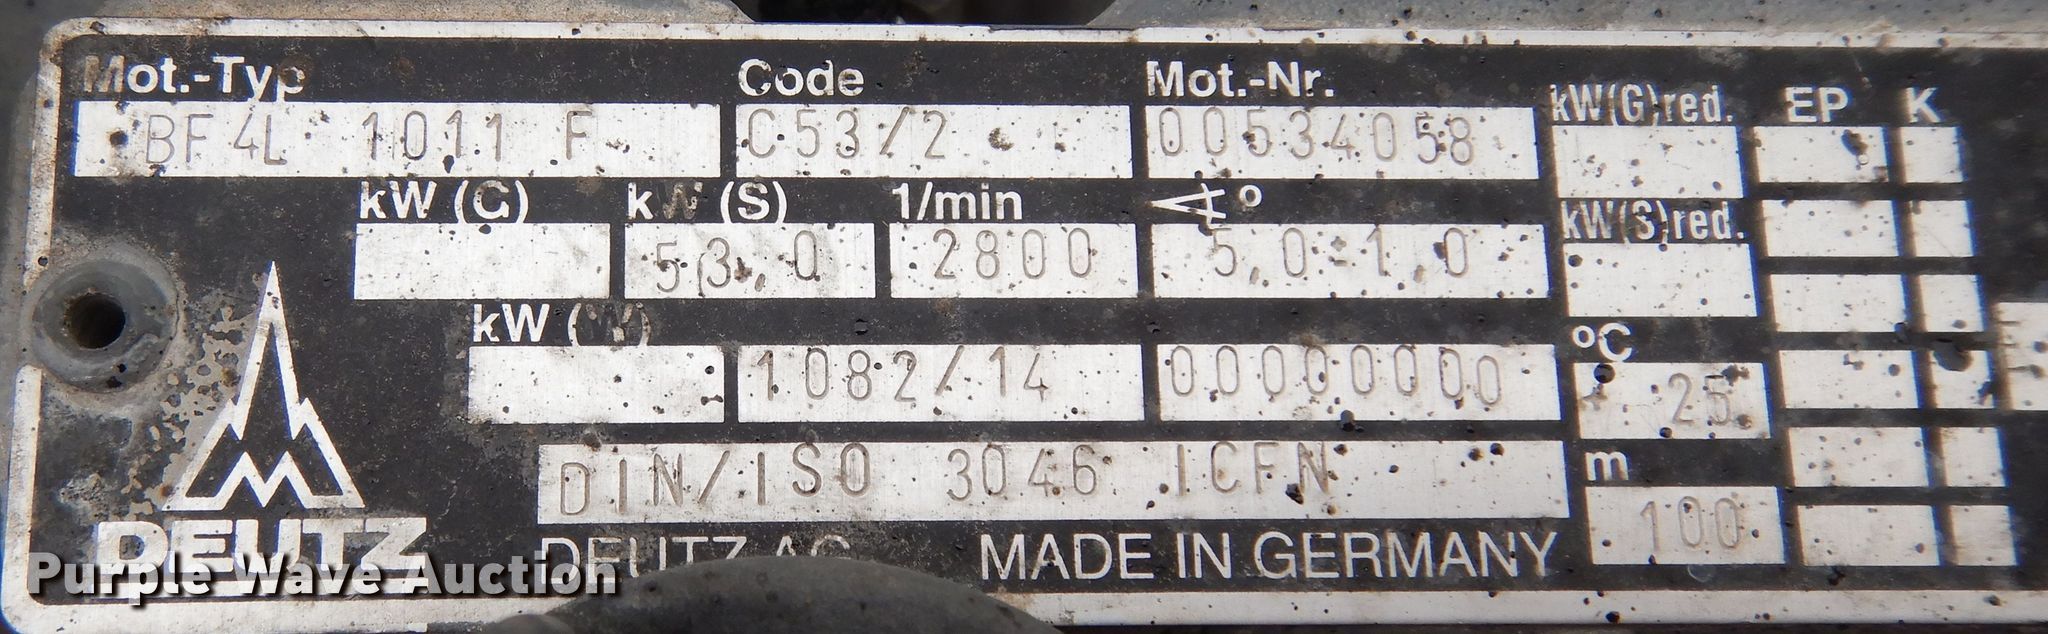 Mot.-Typ Code Mot.-Nr. kW(G)red. EP K
BF 4L 1011 F C53/2 00534058
kW (G) kW (S) 1/min ∢° kW(S)red.
53,0 2800 5,0-1,0
kW (W) °C
1082/14 00000000 25
DIN/ISO 3046 ICFN m
100
DEUTZ
DEUTZ AG MADE IN GERMANY
Purple Wave Auction